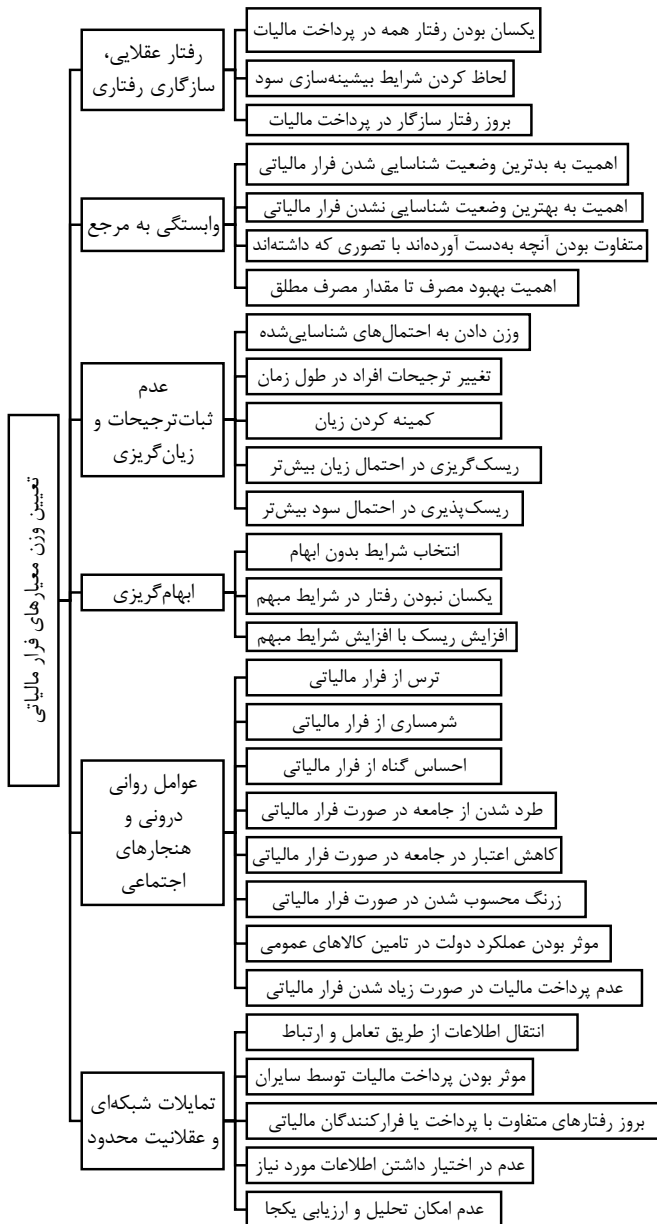 تعیین وزن معیارهای فرار مالیاتی
رفتار عقلایی،
سازگاری رفتاری
یکسان بودن رفتار همه در پرداخت مالیات
لحاظ کردن شرایط بیشینه‌سازی سود
بروز رفتار سازگار در پرداخت مالیات
وابستگی به مرجع
اهمیت به بدترین وضعیت شناسایی شدن فرار مالیاتی
اهمیت به بهترین وضعیت شناسایی نشدن فرار مالیاتی
متفاوت بودن آنچه به‌دست آورده‌اند با تصوری که داشته‌اند
اهمیت بهبود مصرف تا مقدار مصرف مطلق
عدم
ثبات‌ترجیحات و
زیان‌گریزی
وزن دادن به احتمال‌های شناسایی‌شده
تغییر ترجیحات افراد در طول زمان
کمینه کردن زیان
ریسک‌گریزی در احتمال زیان بیش‌تر
ریسک‌پذیری در احتمال سود بیش‌تر
ابهام‌گریزی
انتخاب شرایط بدون ابهام
یکسان نبودن رفتار در شرایط مبهم
افزایش ریسک با افزایش شرایط مبهم
عوامل روانی
درونی و
هنجارهای
اجتماعی
ترس از فرار مالیاتی
شرمساری از فرار مالیاتی
احساس گناه از فرار مالیاتی
طرد شدن از جامعه در صورت فرار مالیاتی
کاهش اعتبار در جامعه در صورت فرار مالیاتی
زرنگ محسوب شدن در صورت فرار مالیاتی
موثر بودن عملکرد دولت در تامین کالاهای عمومی
عدم پرداخت مالیات در صورت زیاد شدن فرار مالیاتی
تمایلات شبکه‌ای
و عقلانیت محدود
انتقال اطلاعات از طریق تعامل و ارتباط
موثر بودن پرداخت مالیات توسط سایران
بروز رفتارهای متفاوت با پرداخت یا فرارکنندگان مالیاتی
عدم در اختیار داشتن اطلاعات مورد نیاز
عدم امکان تحلیل و ارزیابی یکجا